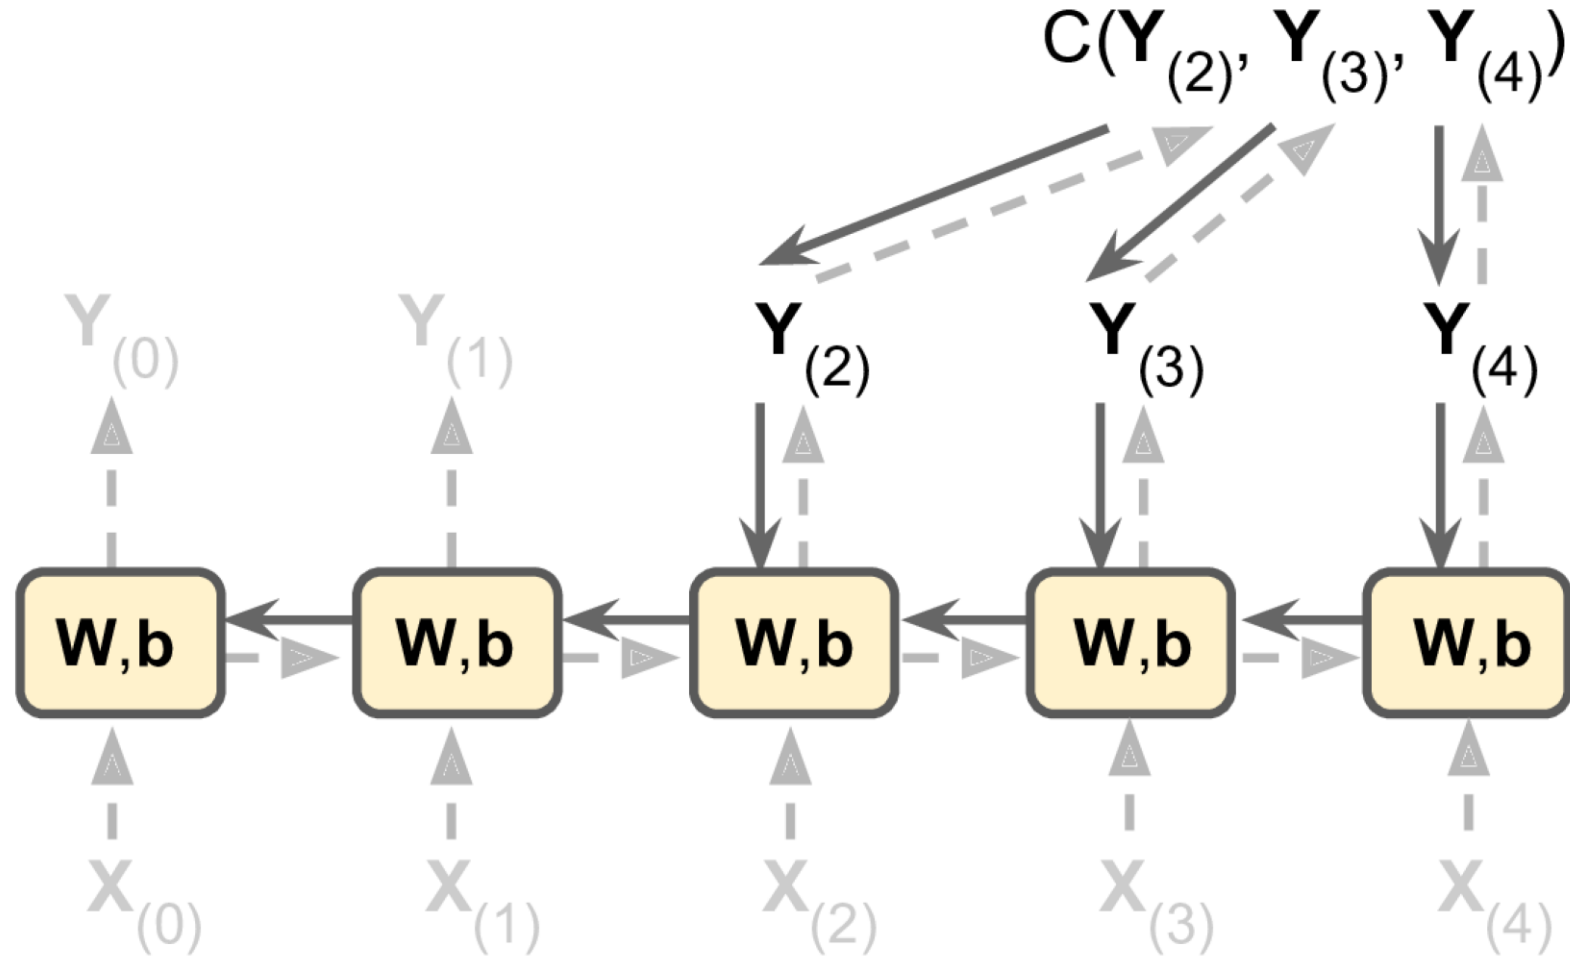 C(Y(2), Y(3), Y(4))
Y(0) Y(1) Y(2) Y(3) Y(4)
W,b W,b W,b W,b W,b
X(0) X(1) X(2) X(3) X(4)